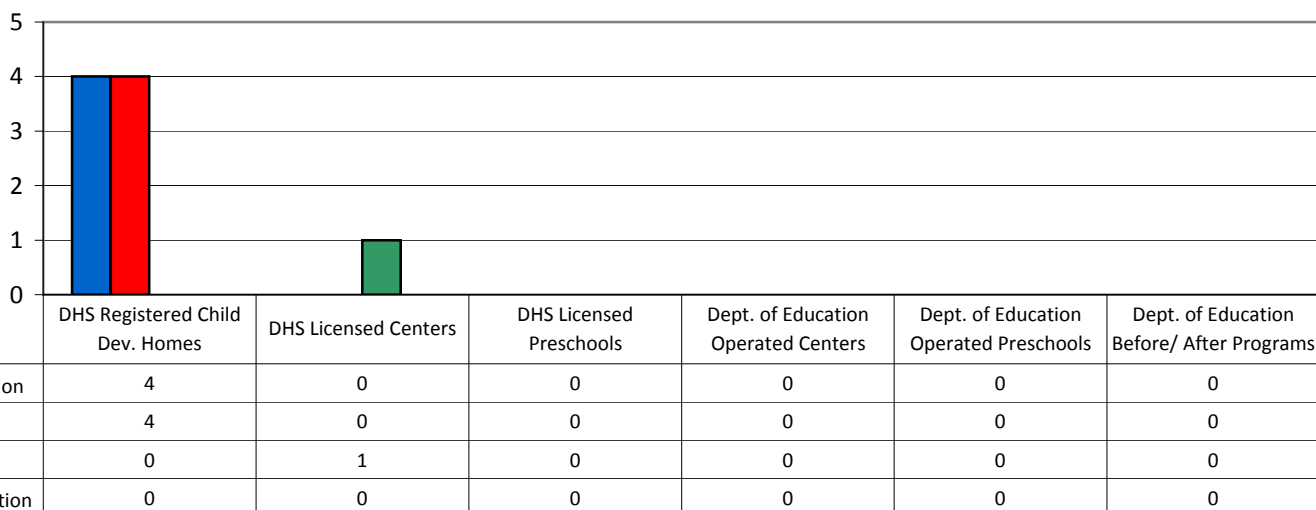 5
4
3
2
1
0
DHS Registered Child
Dev. Homes
DHS Licensed Centers
DHS Licensed
Preschools
Dept. of Education
Operated Centers
Dept. of Education
Operated Preschools
Dept. of Education
Before/ After Programs
4 0 0 0 0 0
4 0 0 0 0 0
0 1 0 0 0 0
0 0 0 0 0 0